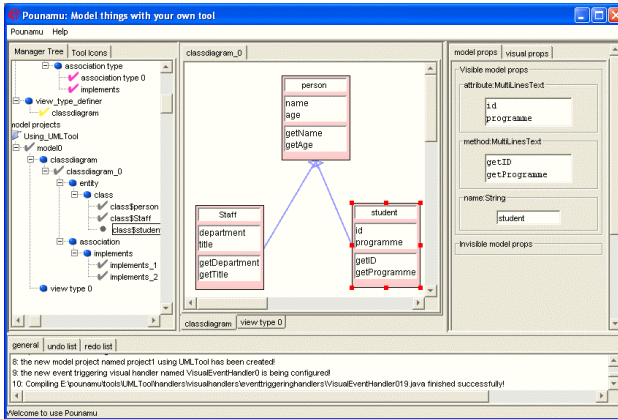 Pounamu: Model things with your own tool
Pounamu Help
Manager Tree Tool Icons
association type
association type 0
implements
view_type_definer
classdiagram
model projects
Using_UMLTool
model0
classdiagram
classdiagram_0
entity
class
class$person
class$Staff
class$studen
association
implements
implements_1
implements_2
view type 0
classdiagram_0
person
name
age
getName
getAge
Staff
department
title
getDepartment
getTitle
student
id
programme
getID
getProgramme
classdiagram view type 0
model props visual props
Visible model props
attribute:MultiLinesText
id
programme
method:MultiLinesText
getID
getProgramme
name:String
student
Invisible model props
general undo list redo list
8: the new model project named project1 using UMLTool has been created!
9: the new event triggering visual handler named VisualEventHandler0 is being configured!
10: Compiling E:\pounamu\tools\UMLTool\handlers\visualhandlers\eventtriggeringhandlers\VisualEventHandler019.java finished successfully!
Welcome to use Pounamu